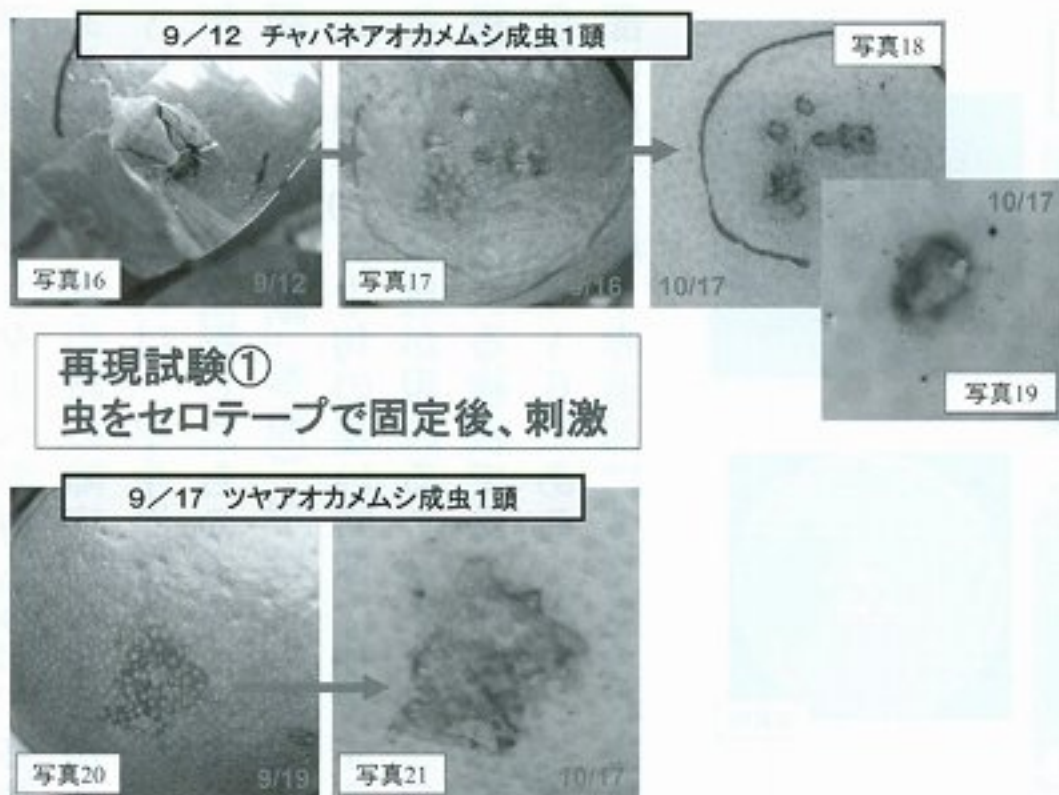 9/12 チャバネアオカメムシ成虫1頭
写真16
9/12
写真17
9/16
写真18
10/17
10/17
写真19
再現試験①
虫をセロテープで固定後、刺激
9/17 ツヤアオカメムシ成虫1頭
写真20
9/19
写真21
10/17